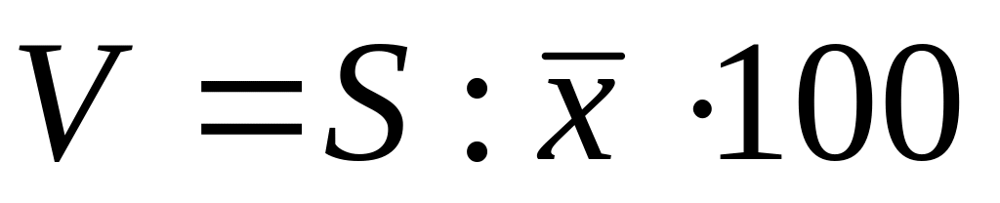 V = S : x̅ ·100